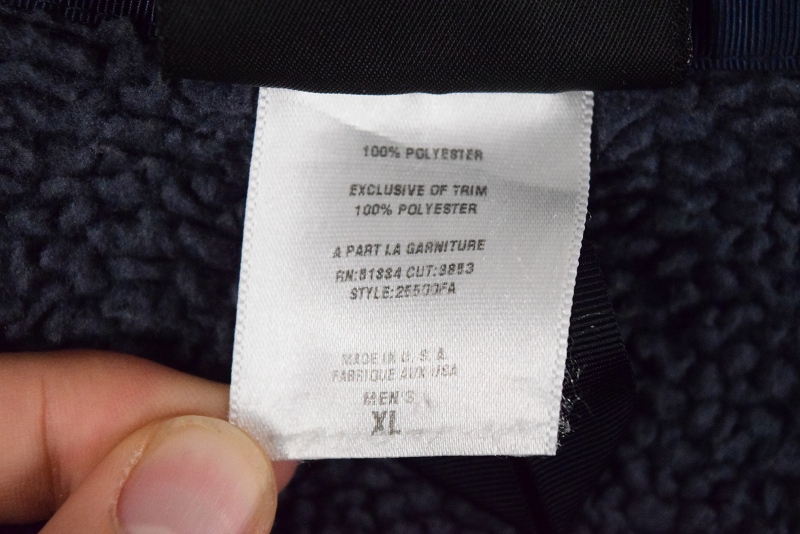 100% POLYESTER
EXCLUSIVE OF TRIM
100% POLYESTER
A PART LA GARNITURE
RN:51884 CUT:3853
STYLE:25500FA
MADE IN U. S. A.
FABRIQUE AUX USA
MEN'S
XL